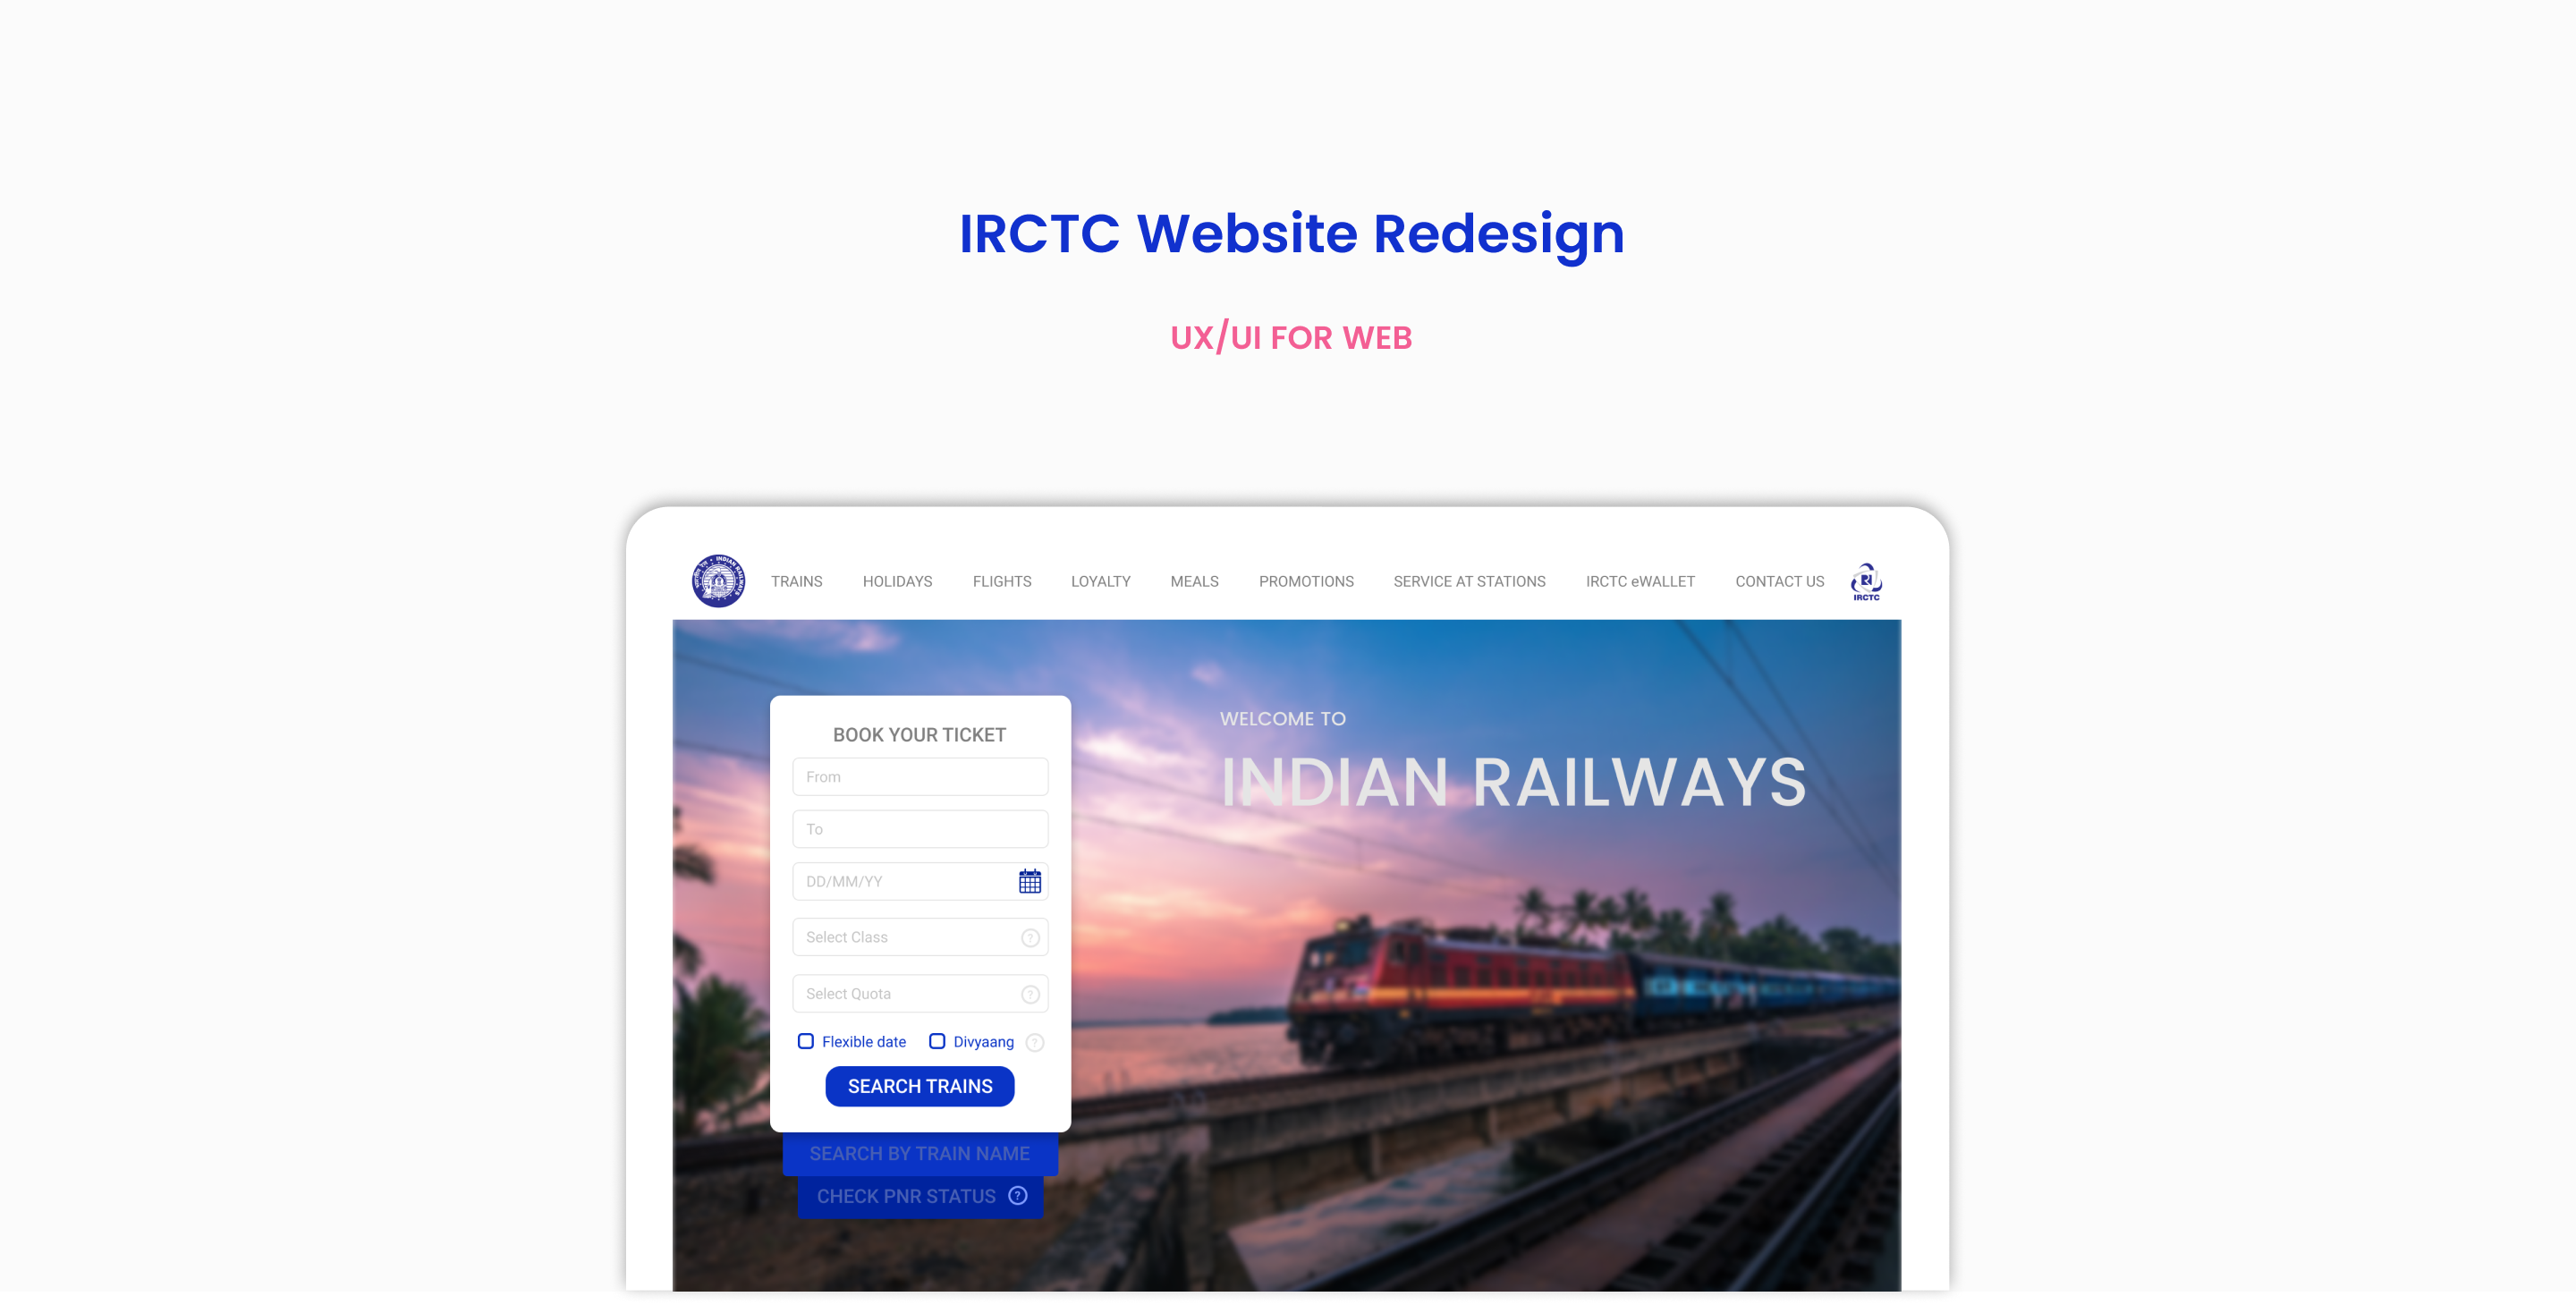 IRCTC Website Redesign
UX/UI FOR WEB
INDIAN RAILWAYS
TRAINS HOLIDAYS FLIGHTS LOYALTY MEALS PROMOTIONS SERVICE AT STATIONS IRCTC eWALLET CONTACT US
IRCTC
BOOK YOUR TICKET
From
To
DD/MM/YY
Select Class ?
Select Quota ?
Flexible date Divyaang ?
SEARCH TRAINS
SEARCH BY TRAIN NAME
CHECK PNR STATUS ?
WELCOME TO
INDIAN RAILWAYS